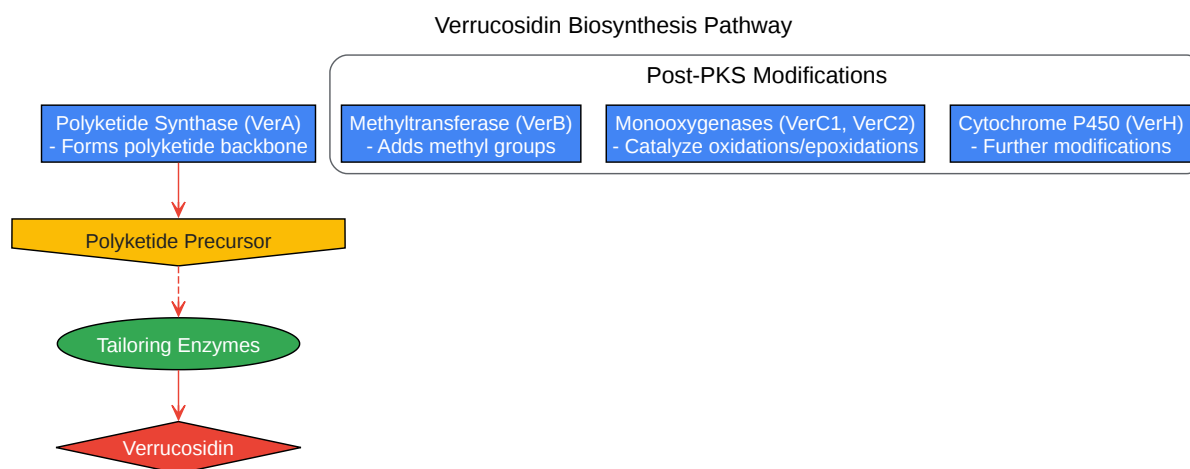 Verrucosidin Biosynthesis Pathway
Post-PKS Modifications
Polyketide Synthase (VerA)
- Forms polyketide backbone
Methyltransferase (VerB)
- Adds methyl groups
Monooxygenases (VerC1, VerC2)
- Catalyze oxidations/epoxidations
Cytochrome P450 (VerH)
- Further modifications
Polyketide Precursor
Tailoring Enzymes
Verrucosidin